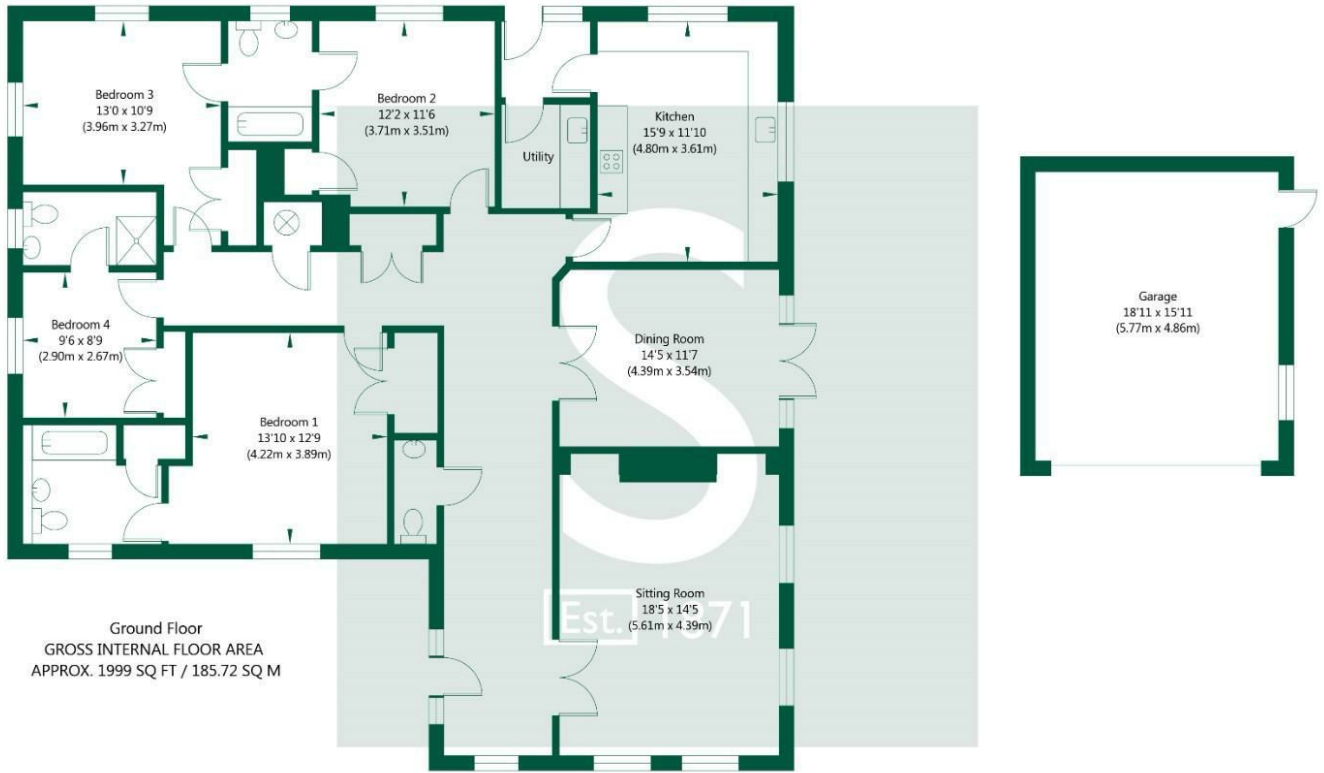 Bedroom 3
13'0 x 10'9
(3.96m x 3.27m)
Bedroom 2
12'2 x 11'6
(3.71m x 3.51m)
Utility
Kitchen
15'9 x 11'10
(4.80m x 3.61m)
Bedroom 4
9'6 x 8'9
(2.90m x 2.67m)
Dining Room
14'5 x 11'7
(4.39m x 3.54m)
Garage
18'11 x 15'11
(5.77m x 4.86m)
Bedroom 1
13'10 x 12'9
(4.22m x 3.89m)
Sitting Room
18'5 x 14'5
(5.61m x 4.39m)
S
Est. 1871
Ground Floor
GROSS INTERNAL FLOOR AREA
APPROX. 1999 SQ FT / 185.72 SQ M